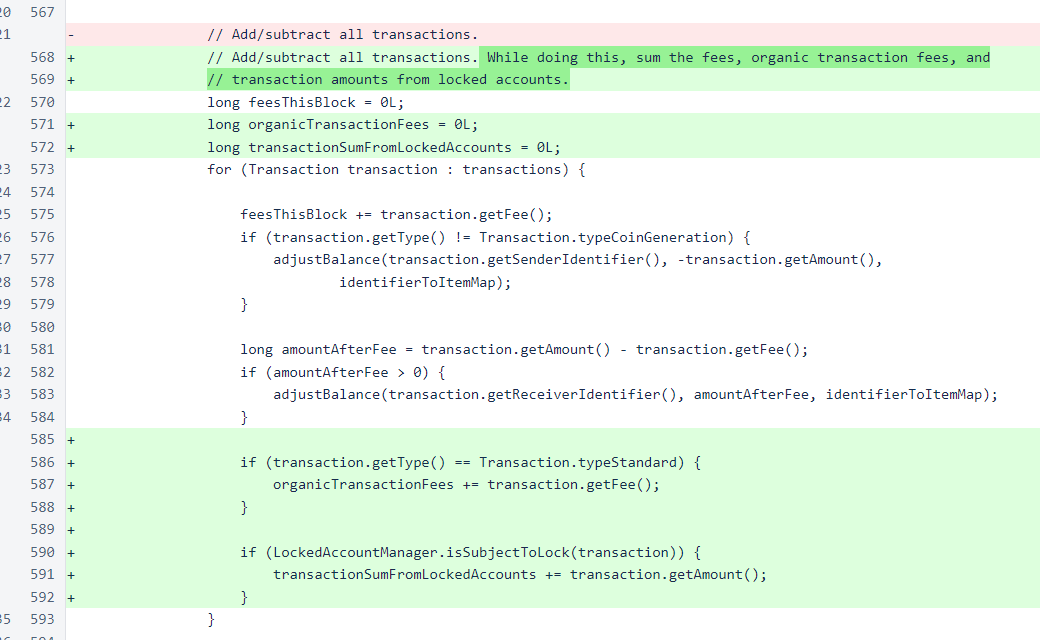 20 567
21 - // Add/subtract all transactions.
568 + // Add/subtract all transactions. While doing this, sum the fees, organic transaction fees, and
569 + // transaction amounts from locked accounts.
22 570 long feesThisBlock = 0L;
571 + long organicTransactionFees = 0L;
572 + long transactionSumFromLockedAccounts = 0L;
23 573 for (Transaction transaction : transactions) {
24 574
25 575 feesThisBlock += transaction.getFee();
26 576 if (transaction.getType() != Transaction.typeCoinGeneration) {
27 577 adjustBalance(transaction.getSenderIdentifier(), -transaction.getAmount(),
28 578 identifierToItemMap);
29 579 }
30 580
31 581 long amountAfterFee = transaction.getAmount() - transaction.getFee();
32 582 if (amountAfterFee > 0) {
33 583 adjustBalance(transaction.getReceiverIdentifier(), amountAfterFee, identifierToItemMap);
34 584 }
585 +
586 + if (transaction.getType() == Transaction.typeStandard) {
587 + organicTransactionFees += transaction.getFee();
588 + }
589 +
590 + if (LockedAccountManager.isSubjectToLock(transaction)) {
591 + transactionSumFromLockedAccounts += transaction.getAmount();
592 + }
35 593 }